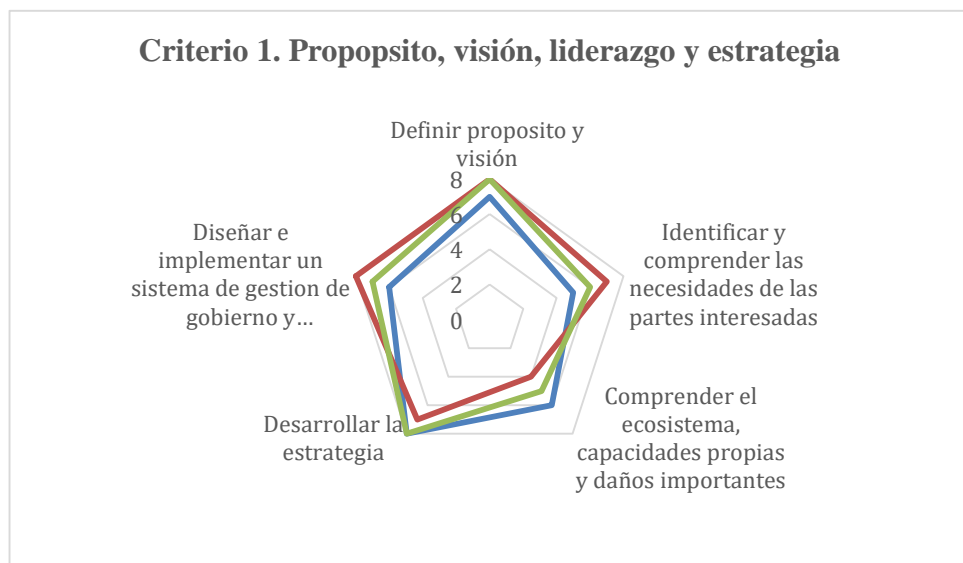 Criterio 1. Propopsito, visión, liderazgo y estrategia
Definir proposito y
visión
8
6
4
2
0
Identificar y
comprender las
necesidades de las
partes interesadas
Comprender el
ecosistema,
capacidades propias
y daños importantes
Desarrollar la
estrategia
Diseñar e
implementar un
sistema de gestion de
gobierno y…